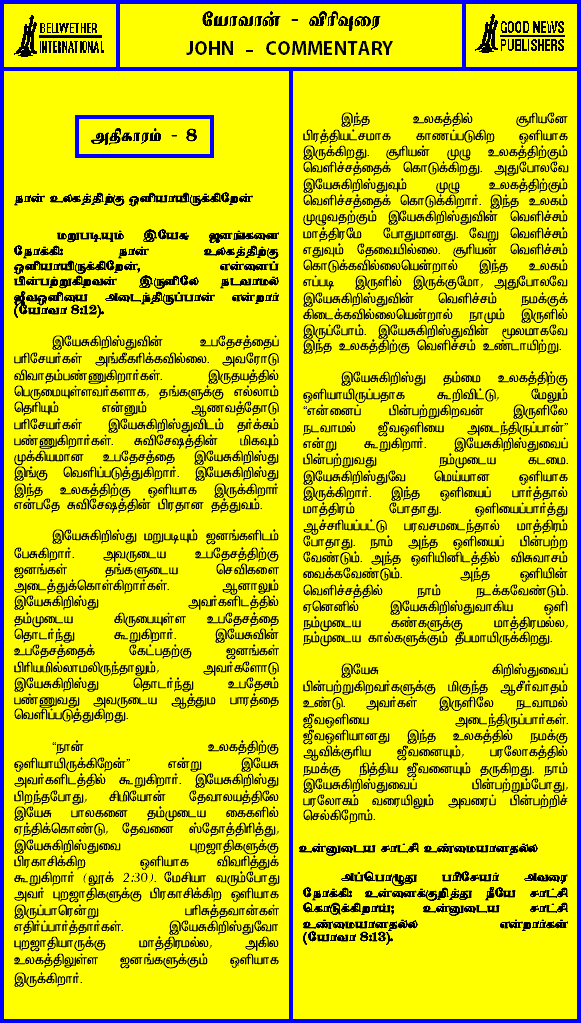 BELWETHER
INTERNATIONAL
யோவான் - விரிவுரை
JOHN - COMMENTARY
GOOD NEWS
PUBLISHERS
அதிகாரம் - 8
நான் உலகத்திற்கு ஒளியாயிருக்கிறேன்
மறுபடியும் இயேசு ஜனங்களை
நோக்கி: நான் உலகத்திற்கு
ஒளியாயிருக்கிறேன், என்னைப்
பின்பற்றுகிறவன் இருளிலே நடவாமல்
ஜீவஒளியை அடைந்திருப்பான் என்றார்
(யோவா 8:12).
இயேசுகிறிஸ்துவின் உபதேசத்தைப்
பரிசேயர்கள் அங்கீகரிக்கவில்லை. அவரோடு
விவாதம்பண்ணுகிறார்கள். இருதயத்தில்
பெருமையுள்ளவர்களாக, தங்களுக்கு எல்லாம்
தெரியும் என்னும் ஆணவத்தோடு
பரிசேயர்கள் இயேசுகிறிஸ்துவிடம் தர்க்கம்
பண்ணுகிறார்கள். சுவிசேஷத்தின் மிகவும்
முக்கியமான உபதேசத்தை இயேசுகிறிஸ்து
இங்கு வெளிப்படுத்துகிறார். இயேசுகிறிஸ்து
இந்த உலகத்திற்கு ஒளியாக இருக்கிறார்
என்பதே சுவிசேஷத்தின் பிரதான தத்துவம்.
இயேசுகிறிஸ்து மறுபடியும் ஜனங்களிடம்
பேசுகிறார். அவருடைய உபதேசத்திற்கு
ஜனங்கள் தங்களுடைய செவிகளை
அடைத்துக்கொள்கிறார்கள். ஆனாலும்
இயேசுகிறிஸ்து அவர்களிடத்தில்
தம்முடைய கிருபையுள்ள உபதேசத்தை
தொடர்ந்து கூறுகிறார். இயேசுவின்
உபதேசத்தைக் கேட்பதற்கு ஜனங்கள்
பிரியமில்லாமலிருந்தாலும், அவர்களோடு
இயேசுகிறிஸ்து தொடர்ந்து உபதேசம்
பண்ணுவது அவருடைய ஆத்தும பாரத்தை
வெளிப்படுத்துகிறது.
“நான் உலகத்திற்கு
ஒளியாயிருக்கிறேன்” என்று இயேசு
அவர்களிடத்தில் கூறுகிறார். இயேசுகிறிஸ்து
பிறந்தபோது, சிமியோன் தேவாலயத்திலே
இயேசு பாலகனை தம்முடைய கைகளில்
ஏந்திக்கொண்டு, தேவனை ஸ்தோத்திரித்து,
இயேசுகிறிஸ்துவை புறஜாதிகளுக்கு
பிரகாசிக்கிற ஒளியாக விவரித்துக்
கூறுகிறார் (லூக் 2:30). மேசியா வரும்போது
அவர் புறஜாதிகளுக்கு பிரகாசிக்கிற ஒளியாக
இருப்பாரென்று பரிசுத்தவான்கள்
எதிர்ப்பார்த்தார்கள். இயேசுகிறிஸ்துவோ
புறஜாதியாருக்கு மாத்திரமல்ல, அகில
உலகத்திலுள்ள ஜனங்களுக்கும் ஒளியாக
இருக்கிறார்.
இந்த உலகத்தில் சூரியனே
பிரத்தியட்சமாக காணப்படுகிற ஒளியாக
இருக்கிறது. சூரியன் முழு உலகத்திற்கும்
வெளிச்சத்தைக் கொடுக்கிறது. அதுபோலவே
இயேசுகிறிஸ்துவும் முழு உலகத்திற்கும்
வெளிச்சத்தைக் கொடுக்கிறார். இந்த உலகம்
முழுவதற்கும் இயேசுகிறிஸ்துவின் வெளிச்சம்
மாத்திரமே போதுமானது. வேறு வெளிச்சம்
எதுவும் தேவையில்லை. சூரியன் வெளிச்சம்
கொடுக்கவில்லையென்றால் இந்த உலகம்
எப்படி இருளில் இருக்குமோ, அதுபோலவே
இயேசுகிறிஸ்துவின் வெளிச்சம் நமக்குக்
கிடைக்கவில்லையென்றால் நாமும் இருளில்
இருப்போம். இயேசுகிறிஸ்துவின் மூலமாகவே
இந்த உலகத்திற்கு வெளிச்சம் உண்டாயிற்று.
இயேசுகிறிஸ்து தம்மை உலகத்திற்கு
ஒளியாயிருப்பதாக கூறிவிட்டு, மேலும்
“என்னைப் பின்பற்றுகிறவன் இருளிலே
நடவாமல் ஜீவஒளியை அடைந்திருப்பான்”
என்று கூறுகிறார். இயேசுகிறிஸ்துவைப்
பின்பற்றுவது நம்முடைய கடமை.
இயேசுகிறிஸ்துவே மெய்யான ஒளியாக
இருக்கிறார். இந்த ஒளியைப் பார்த்தால்
மாத்திரம் போதாது. ஒளியைப்பார்த்து
ஆச்சரியப்பட்டு பரவசமடைந்தால் மாத்திரம்
போதாது. நாம் அந்த ஒளியைப் பின்பற்ற
வேண்டும். அந்த ஒளியினிடத்தில் விசுவாசம்
வைக்கவேண்டும். அந்த ஒளியின்
வெளிச்சத்தில் நாம் நடக்கவேண்டும்.
ஏனெனில் இயேசுகிறிஸ்துவாகிய ஒளி
நம்முடைய கண்களுக்கு மாத்திரமல்ல,
நம்முடைய கால்களுக்கும் தீபமாயிருக்கிறது.
இயேசு கிறிஸ்துவைப்
பின்பற்றுகிறவர்களுக்கு மிகுந்த ஆசீர்வாதம்
உண்டு. அவர்கள் இருளிலே நடவாமல்
ஜீவஒளியை அடைந்திருப்பார்கள்.
ஜீவஒளியானது இந்த உலகத்தில் நமக்கு
ஆவிக்குரிய ஜீவனையும், பரலோகத்தில்
நமக்கு நித்திய ஜீவனையும் தருகிறது. நாம்
இயேசுகிறிஸ்துவைப் பின்பற்றும்போது,
பரலோகம் வரையிலும் அவரைப் பின்பற்றிச்
செல்கிறோம்.
உன்னுடைய சாட்சி உண்மையானதல்ல
அப்பொழுது பரிசேயர் அவரை
நோக்கி: உன்னைக்குறித்து நீயே சாட்சி
கொடுக்கிறாய்; உன்னுடைய சாட்சி
உண்மையானதல்ல என்றார்கள்
(யோவா 8:13).